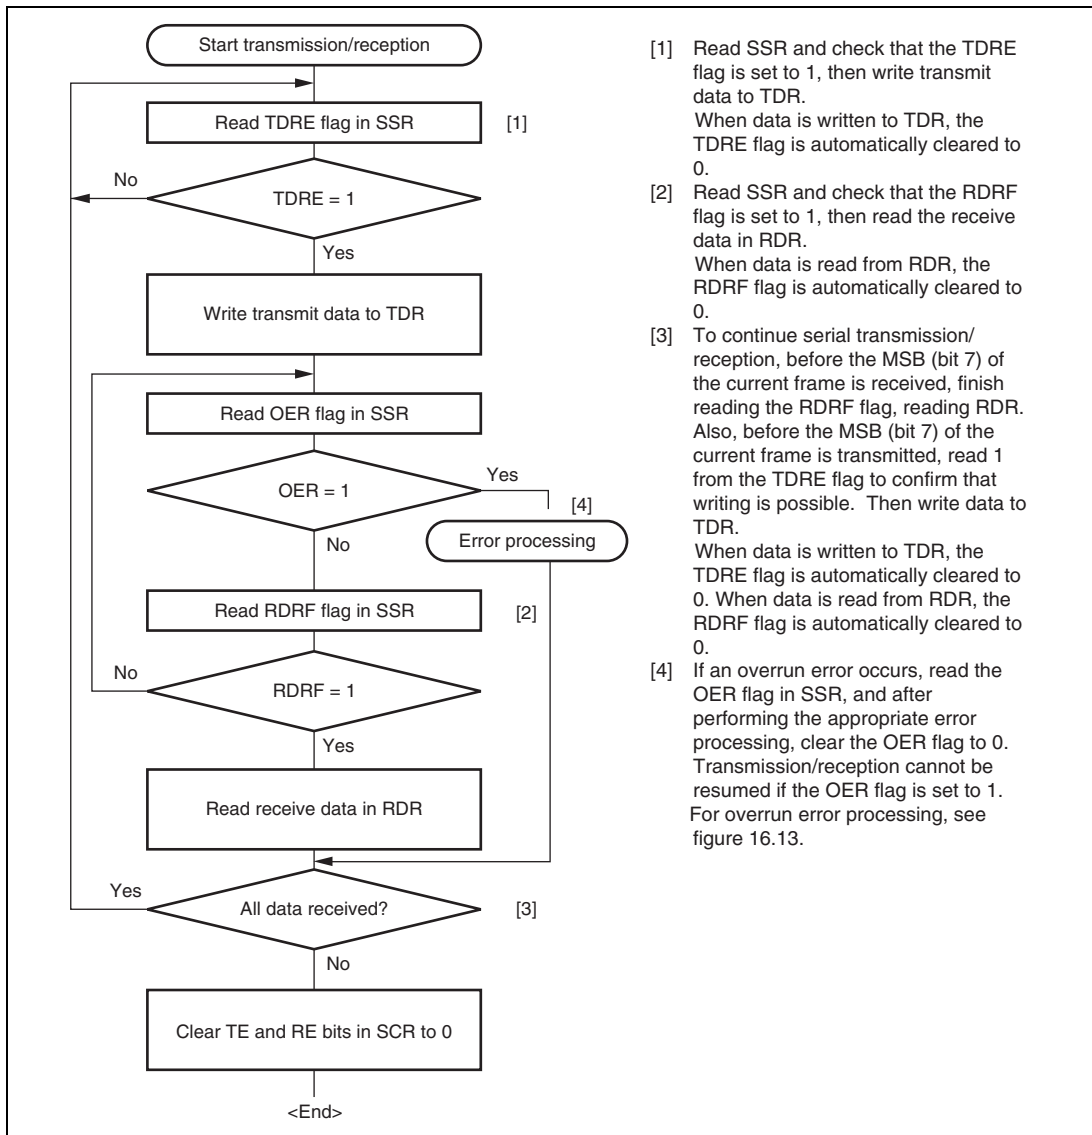 Start transmission/reception
Read TDRE flag in SSR
[1]
No
TDRE = 1
Yes
Write transmit data to TDR
Read OER flag in SSR
OER = 1
Yes
[4]
Error processing
No
Read RDRF flag in SSR
[2]
No
RDRF = 1
Yes
Read receive data in RDR
Yes
All data received?
[3]
No
Clear TE and RE bits in SCR to 0
<End>
[1] Read SSR and check that the TDRE
flag is set to 1, then write transmit
data to TDR.
When data is written to TDR, the
TDRE flag is automatically cleared to
0.
[2] Read SSR and check that the RDRF
flag is set to 1, then read the receive
data in RDR.
When data is read from RDR, the
RDRF flag is automatically cleared to
0.
[3] To continue serial transmission/
reception, before the MSB (bit 7) of
the current frame is received, finish
reading the RDRF flag, reading RDR.
Also, before the MSB (bit 7) of the
current frame is transmitted, read 1
from the TDRE flag to confirm that
writing is possible. Then write data to
TDR.
When data is written to TDR, the
TDRE flag is automatically cleared to
0. When data is read from RDR, the
RDRF flag is automatically cleared to
0.
[4] If an overrun error occurs, read the
OER flag in SSR, and after
performing the appropriate error
processing, clear the OER flag to 0.
Transmission/reception cannot be
resumed if the OER flag is set to 1.
For overrun error processing, see
figure 16.13.